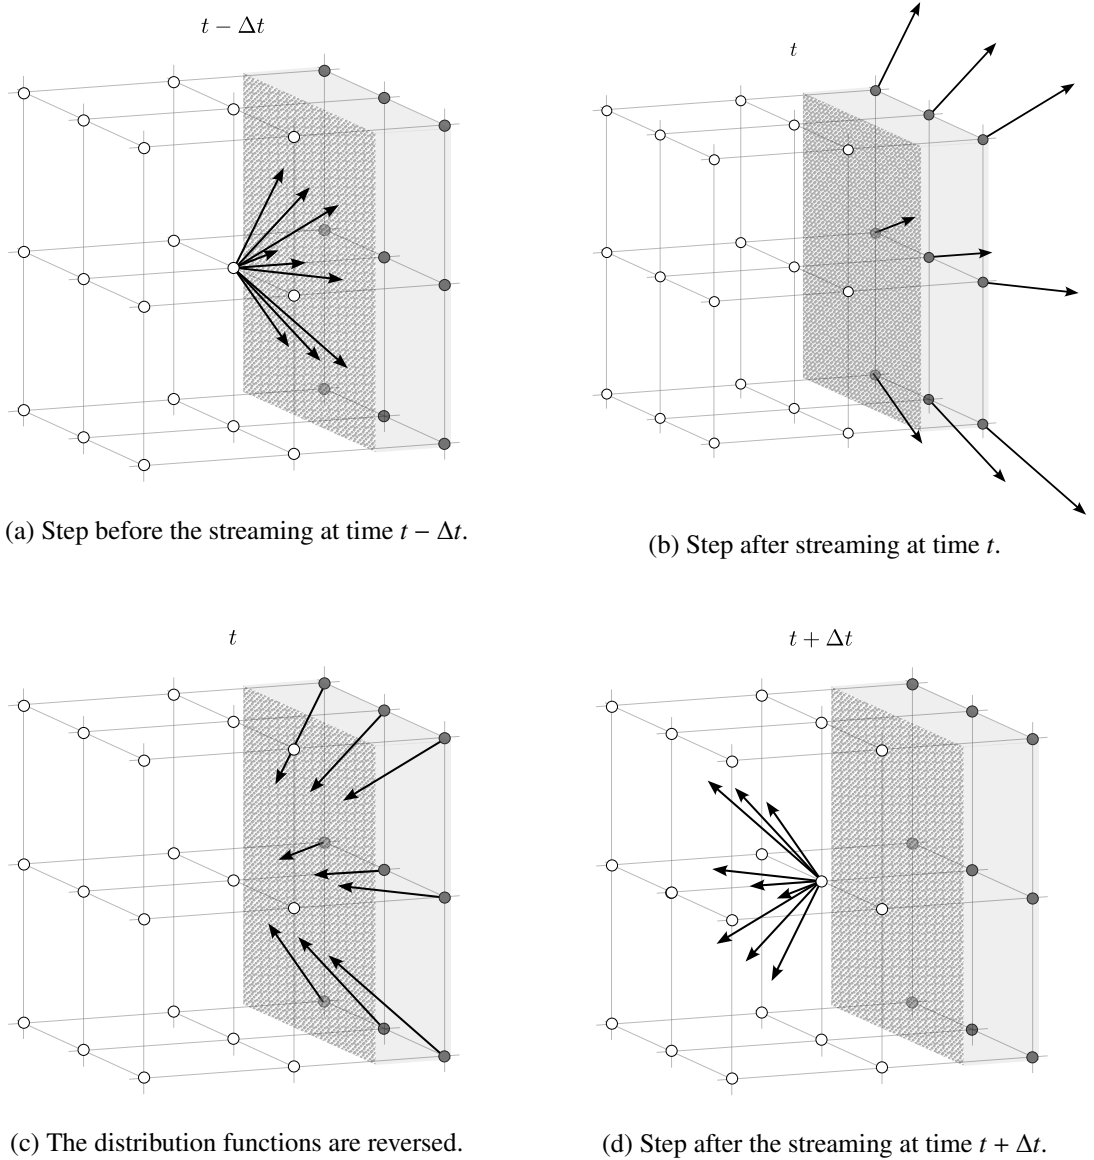 t − Δt
t
(a) Step before the streaming at time t − Δt.
(b) Step after streaming at time t.
t
t + Δt
(c) The distribution functions are reversed.
(d) Step after the streaming at time t + Δt.